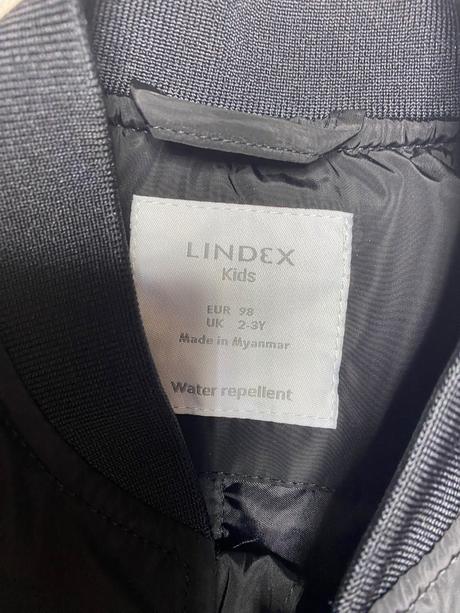 LINDEX
Kids
EUR 98
UK 2-3Y
Made in Myanmar
Water repellent